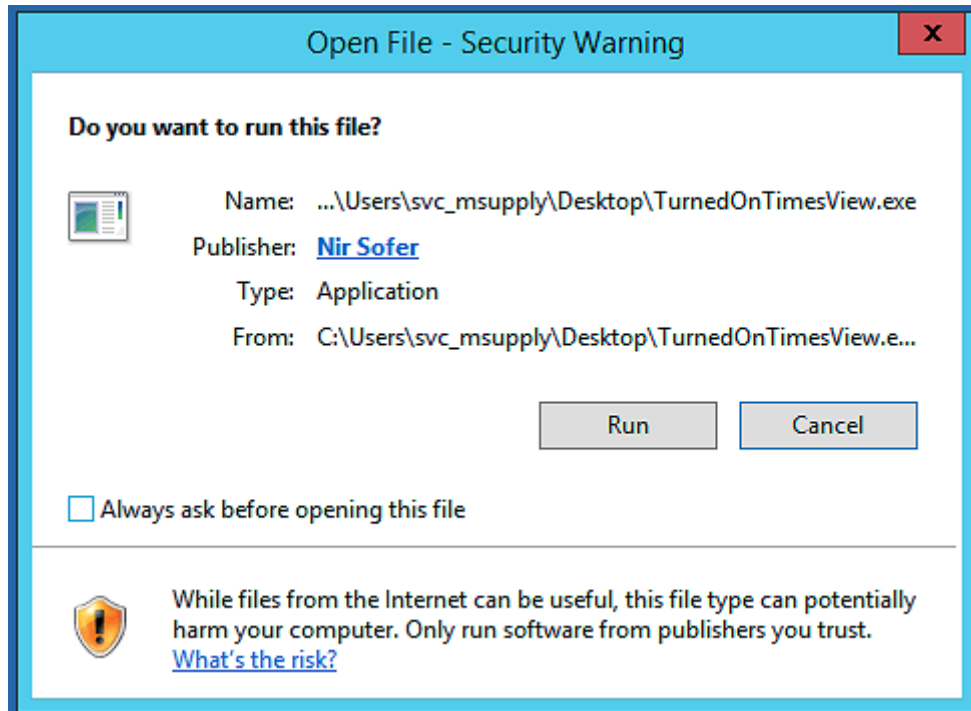 Open File - Security Warning
x
Do you want to run this file?
Name: ...\Users\svc_msupply\Desktop\TurnedOnTimesView.exe
Publisher: Nir Sofer
Type: Application
From: C:\Users\svc_msupply\Desktop\TurnedOnTimesView.e...
Run Cancel
Always ask before opening this file
While files from the Internet can be useful, this file type can potentially
harm your computer. Only run software from publishers you trust.
What's the risk?